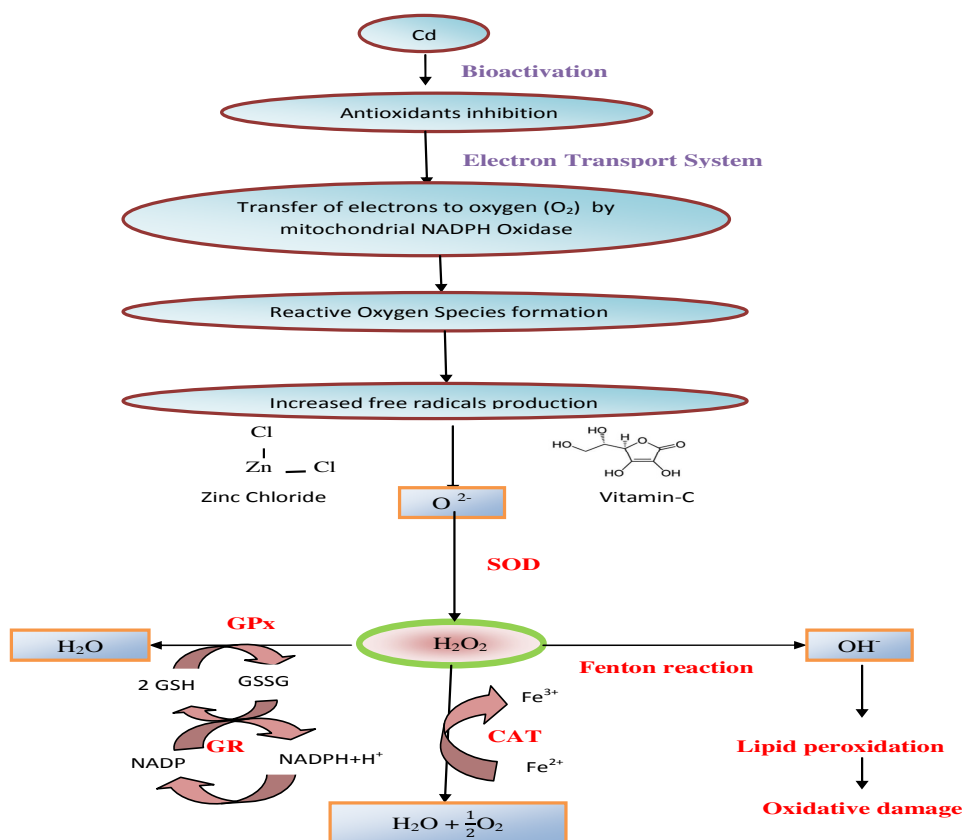 Cd
Bioactivation
Antioxidants inhibition
Electron Transport System
Transfer of electrons to oxygen (O₂) by
mitochondrial NADPH Oxidase
Reactive Oxygen Species formation
Increased free radicals production
Cl
Zn Cl
Zinc Chloride
HO
HO
H
O
O
HO
OH
Vitamin-C
O ²⁻
SOD
GPx
H₂O
H₂O₂
OH⁻
Fenton reaction
2 GSH
GSSG
Fe³⁺
GR
CAT
NADP
NADPH+H⁺
Fe²⁺
Lipid peroxidation
Oxidative damage
H₂O + ½O₂